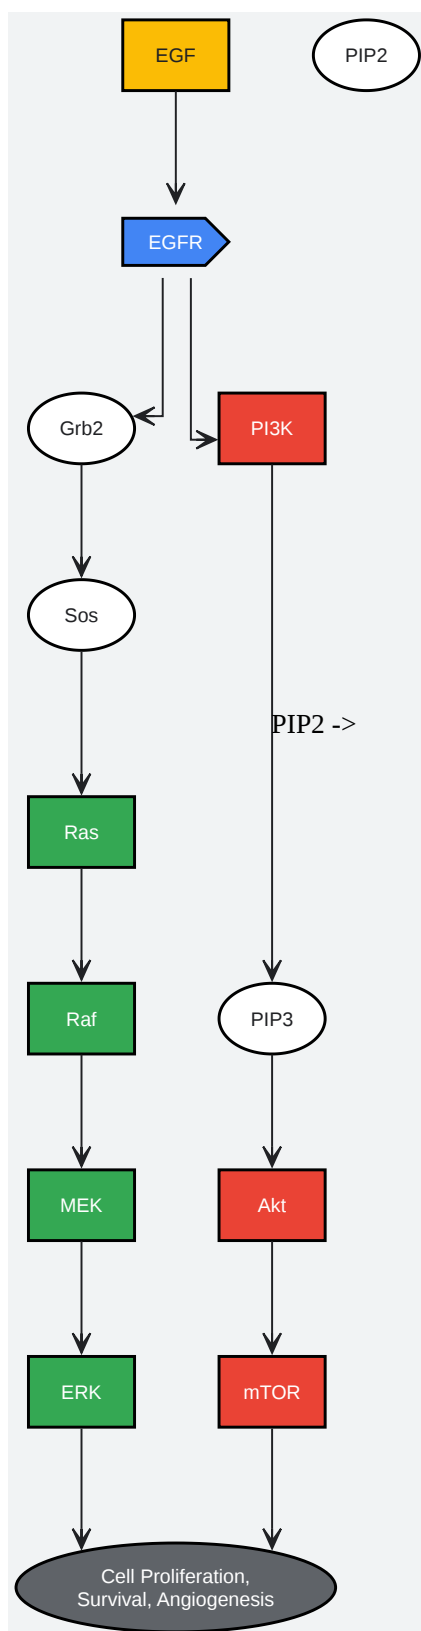 EGF
PIP2
EGFR
Grb2
PI3K
Sos
PIP2 ->
Ras
Raf
PIP3
MEK
Akt
ERK
mTOR
Cell Proliferation,
Survival, Angiogenesis